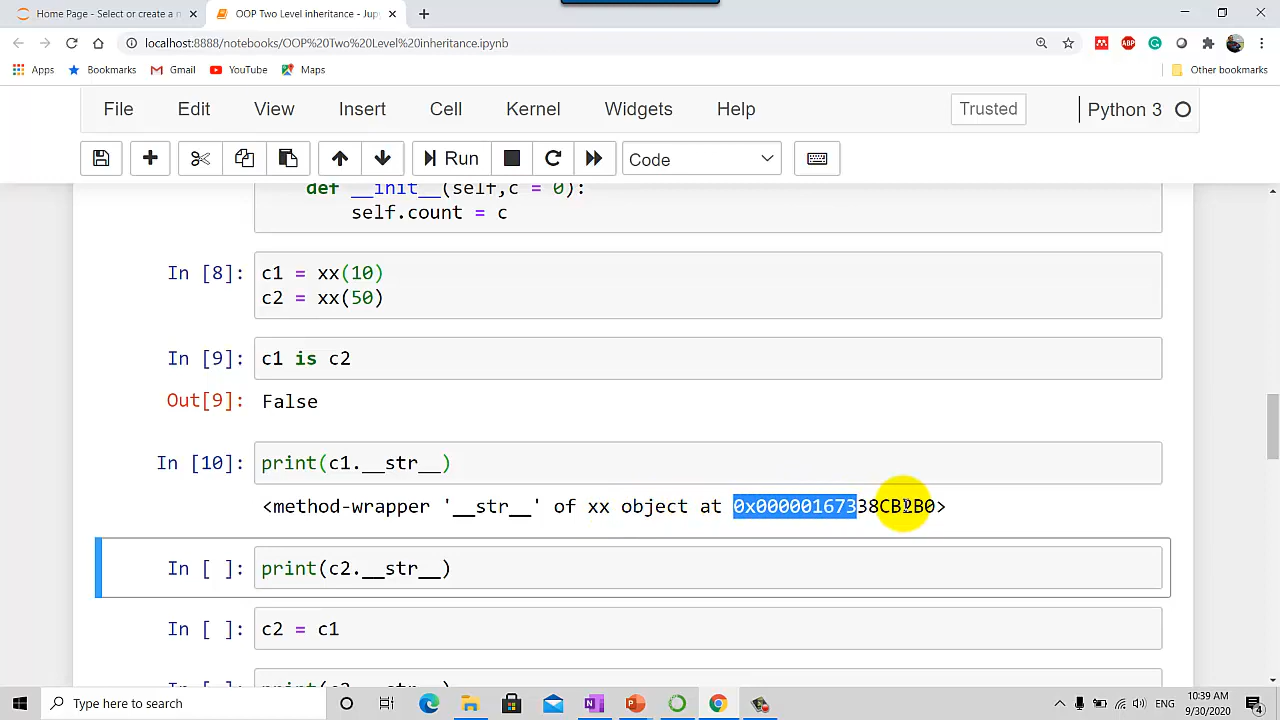 Home Page - Select or create a n
OOP Two Level inheritance - Jup
localhost:8888/notebooks/OOP%20Two%20Level%20inheritance.ipynb
Apps
Bookmarks
Gmail
YouTube
Maps
Other bookmarks
File Edit View Insert Cell Kernel Widgets Help
Trusted
Python 3
Run
Code
def __init__(self,c = 0):
self.count = c
In [8]: c1 = xx(10)
c2 = xx(50)
In [9]: c1 is c2
Out[9]: False
In [10]: print(c1.__str__)
<method-wrapper '__str__' of xx object at 0x00000167338CB2B0>
In [ ]: print(c2.__str__)
In [ ]: c2 = c1
Type here to search
10:39 AM
9/30/2020
4